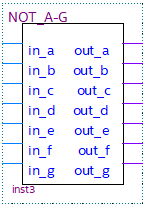 NOT_A-G
in_a out_a
in_b out_b
in_c out_c
in_d out_d
in_e out_e
in_f out_f
in_g out_g
inst3